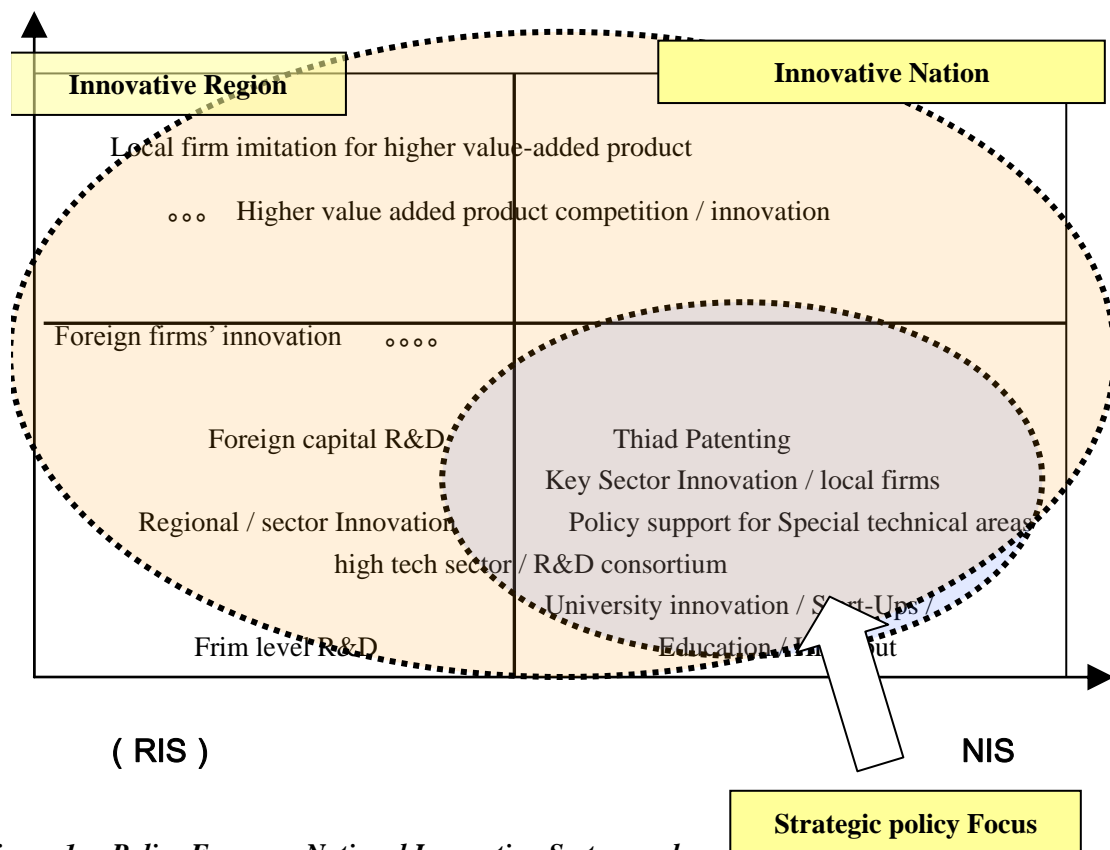 Innovative Region
Innovative Nation
Local firm imitation for higher value-added product
Higher value added product competition / innovation
Foreign firms' innovation
Foreign capital R&D
Thiad Patenting
Key Sector Innovation / local firms
Regional / sector Innovation
Policy support for Special technical areas
high tech sector / R&D consortium
University innovation / Start-Ups /
Frim level R&D
Education /
( RIS )
NIS
Strategic policy Focus